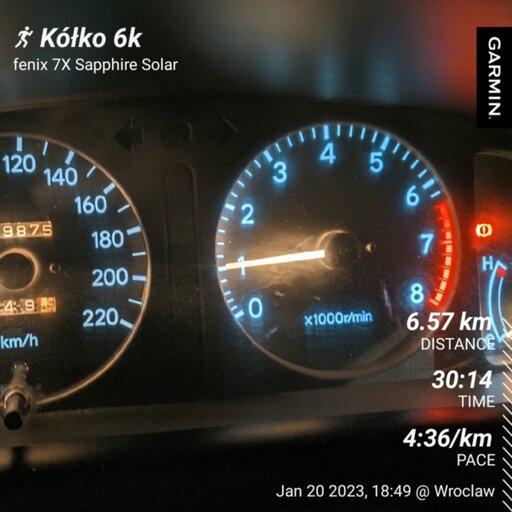 Kółko 6k
fenix 7X Sapphire Solar
GARMIN
120
140
160
180
200
220
km/h
9875
0
1
2
3
4
5
6
7
8
x1000r/min
H
6.57 km
DISTANCE
30:14
TIME
4:36/km
PACE
Jan 20 2023, 18:49 @ Wroclaw